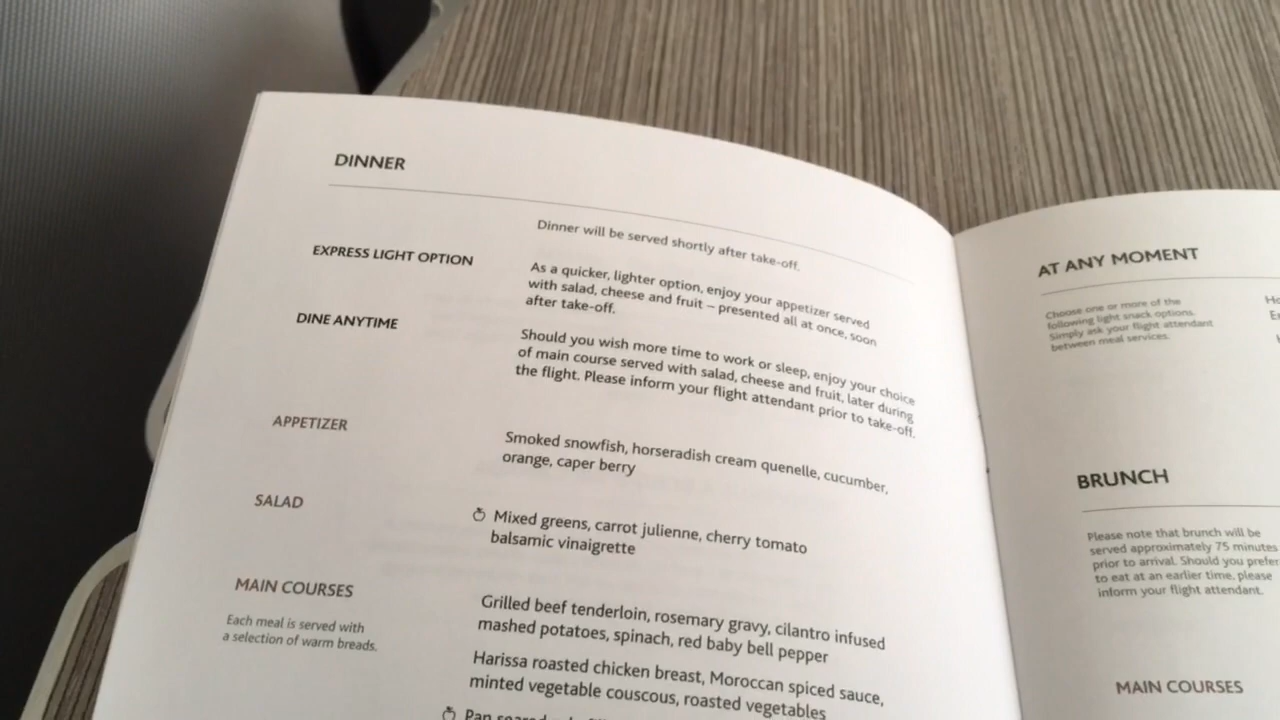 DINNER
Dinner will be served shortly after take-off.
EXPRESS LIGHT OPTION
As a quicker, lighter option, enjoy your appetizer served
with salad, cheese and fruit – presented all at once, soon
after take-off.
DINE ANYTIME
Should you wish more time to work or sleep, enjoy your choice
of main course served with salad, cheese and fruit, later during
the flight. Please inform your flight attendant prior to take-off.
APPETIZER
Smoked snowfish, horseradish cream quenelle, cucumber,
orange, caper berry
SALAD
Mixed greens, carrot julienne, cherry tomato
balsamic vinaigrette
MAIN COURSES
Each meal is served with
a selection of warm breads.
Grilled beef tenderloin, rosemary gravy, cilantro infused
mashed potatoes, spinach, red baby bell pepper
Harissa roasted chicken breast, Moroccan spiced sauce,
minted vegetable couscous, roasted vegetables
Pan seared
AT ANY MOMENT
Choose one or more of the
following light snack options.
Simply ask your flight attendant
between meal services.
BRUNCH
Please note that brunch will be
served approximately 75 minutes
prior to arrival. Should you prefer
to eat at an earlier time, please
inform your flight attendant.
MAIN COURSES